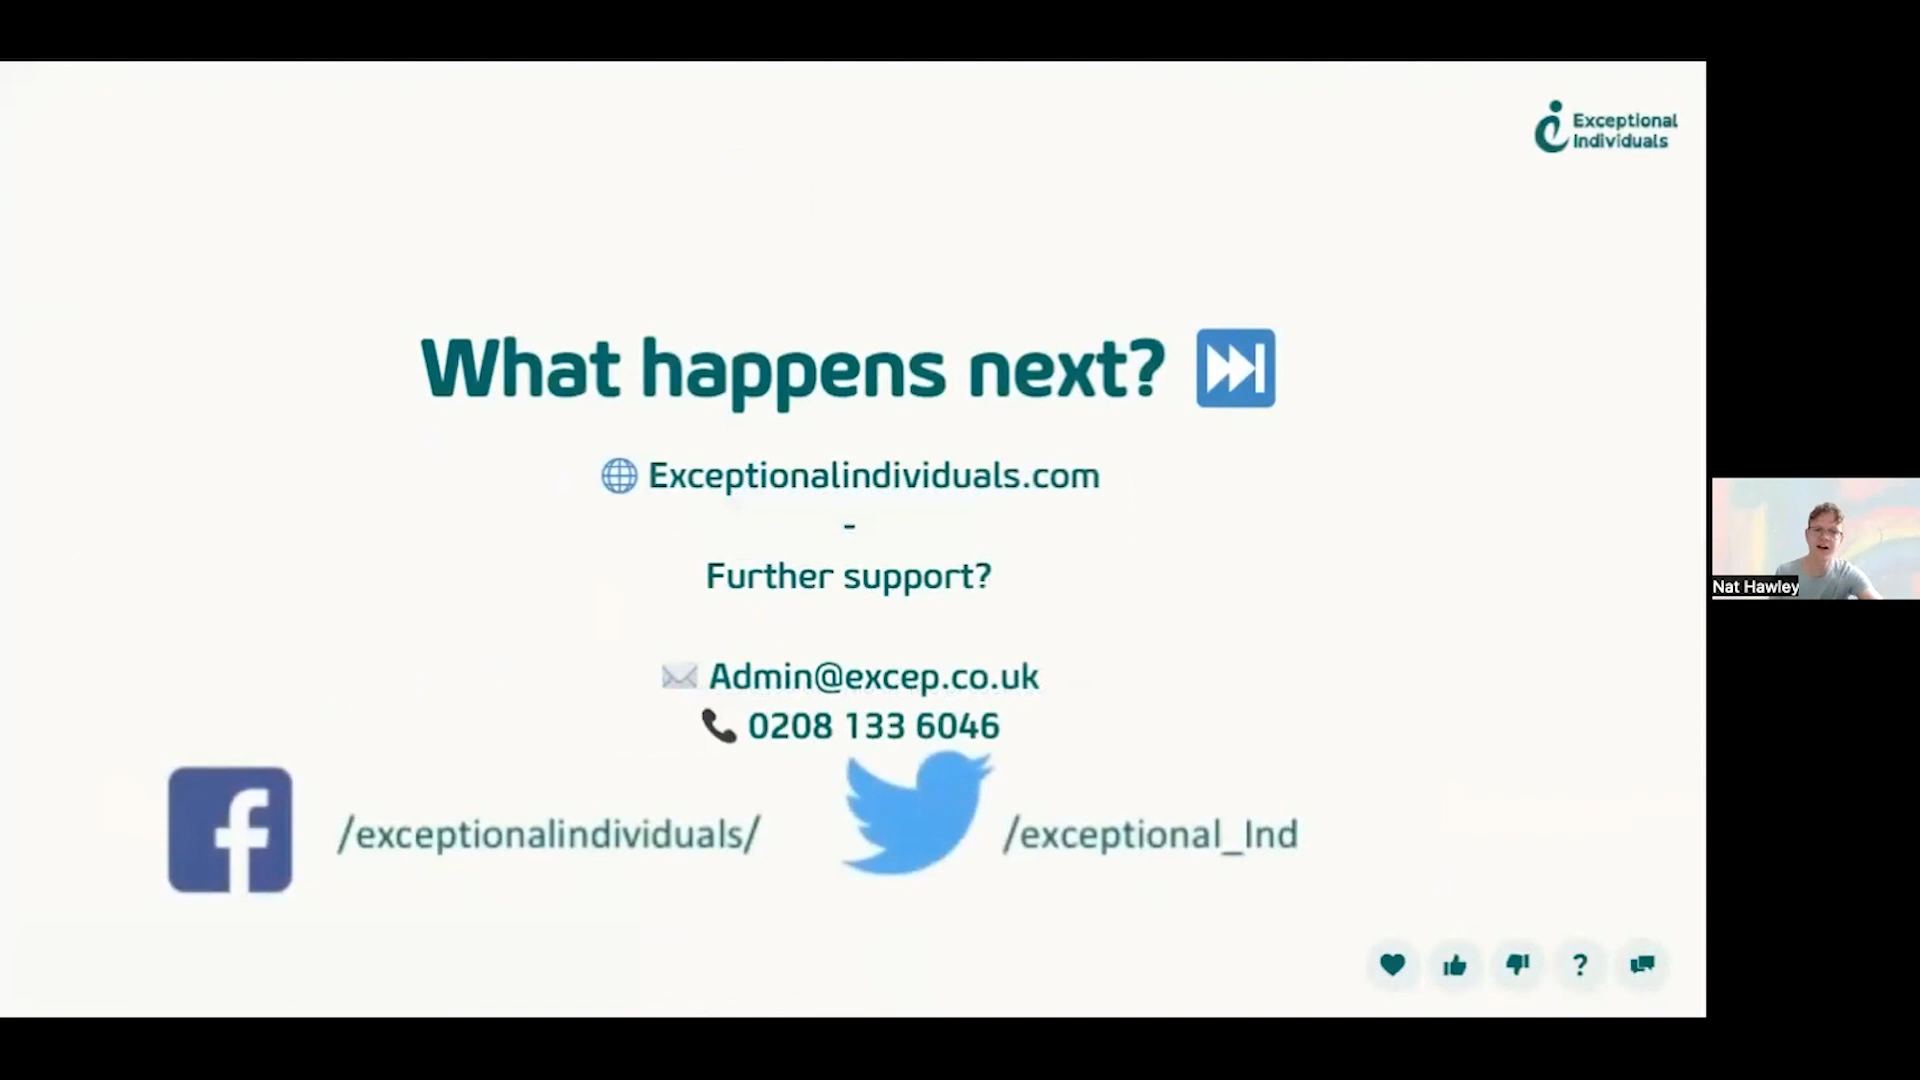 Exceptional
Individuals
What happens next?
Exceptionalindividuals.com
-
Further support?
Admin@excep.co.uk
0208 133 6046
/exceptionalindividuals/
/exceptional_Ind
Nat Hawley